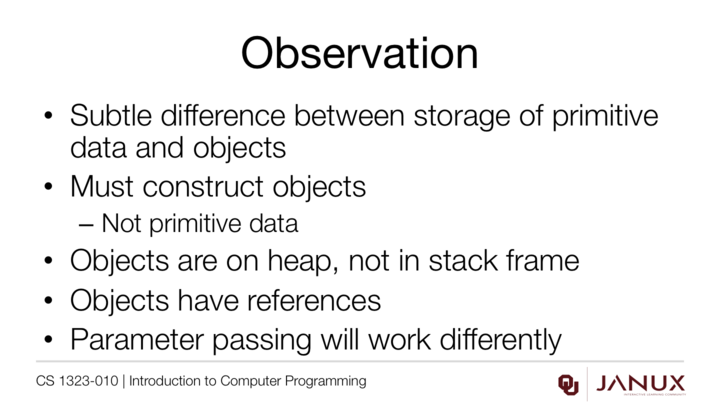 Observation
• Subtle difference between storage of primitive
data and objects
• Must construct objects
– Not primitive data
• Objects are on heap, not in stack frame
• Objects have references
• Parameter passing will work differently
CS 1323-010 | Introduction to Computer Programming
JANUX
INTERACTIVE LEARNING COMMUNITY